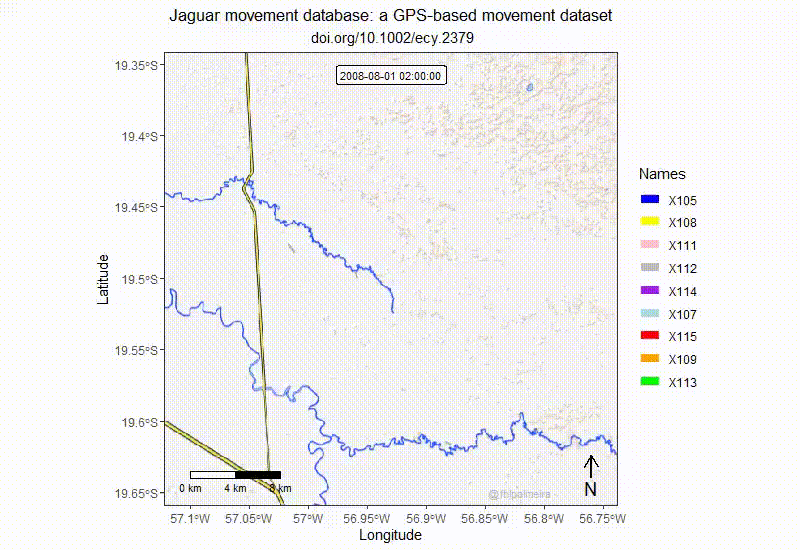 Jaguar movement database: a GPS-based movement dataset
doi.org/10.1002/ecy.2379
2008-08-01 02:00:00
19.35°S
19.4°S
19.45°S
19.5°S
19.55°S
19.6°S
19.65°S
Latitude
Names
X105
X108
X111
X112
X114
X107
X115
X109
X113
0 km 4 km 8 km
@fblpalmeira
N
57.1°W 57.05°W 57°W 56.95°W 56.9°W 56.85°W 56.8°W 56.75°W
Longitude